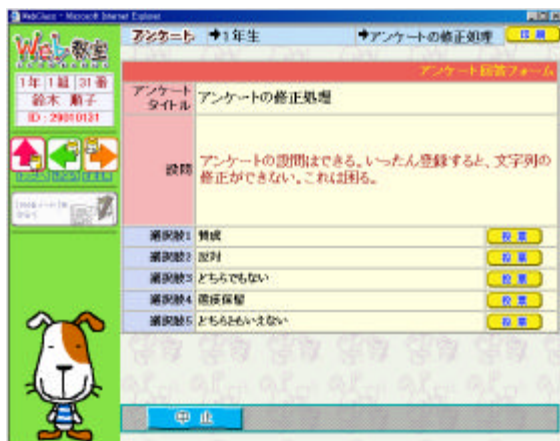 WebClass - Microsoft Internet Explorer
Web教室
アンケート ➔1年生 ➔アンケートの修正処理 印刷
アンケート回答フォーム
1年 1組 31番
鈴木 順子
ID : 29010131
アンケートタイトル アンケートの修正処理
設問 アンケートの設問はできる。いったん登録すると、文字列の
修正ができない。これは困る。
選択肢1 賛成 投票
選択肢2 反対 投票
選択肢3 どちらでもない 投票
選択肢4 態度保留 投票
選択肢5 どちらともいえない 投票
中止